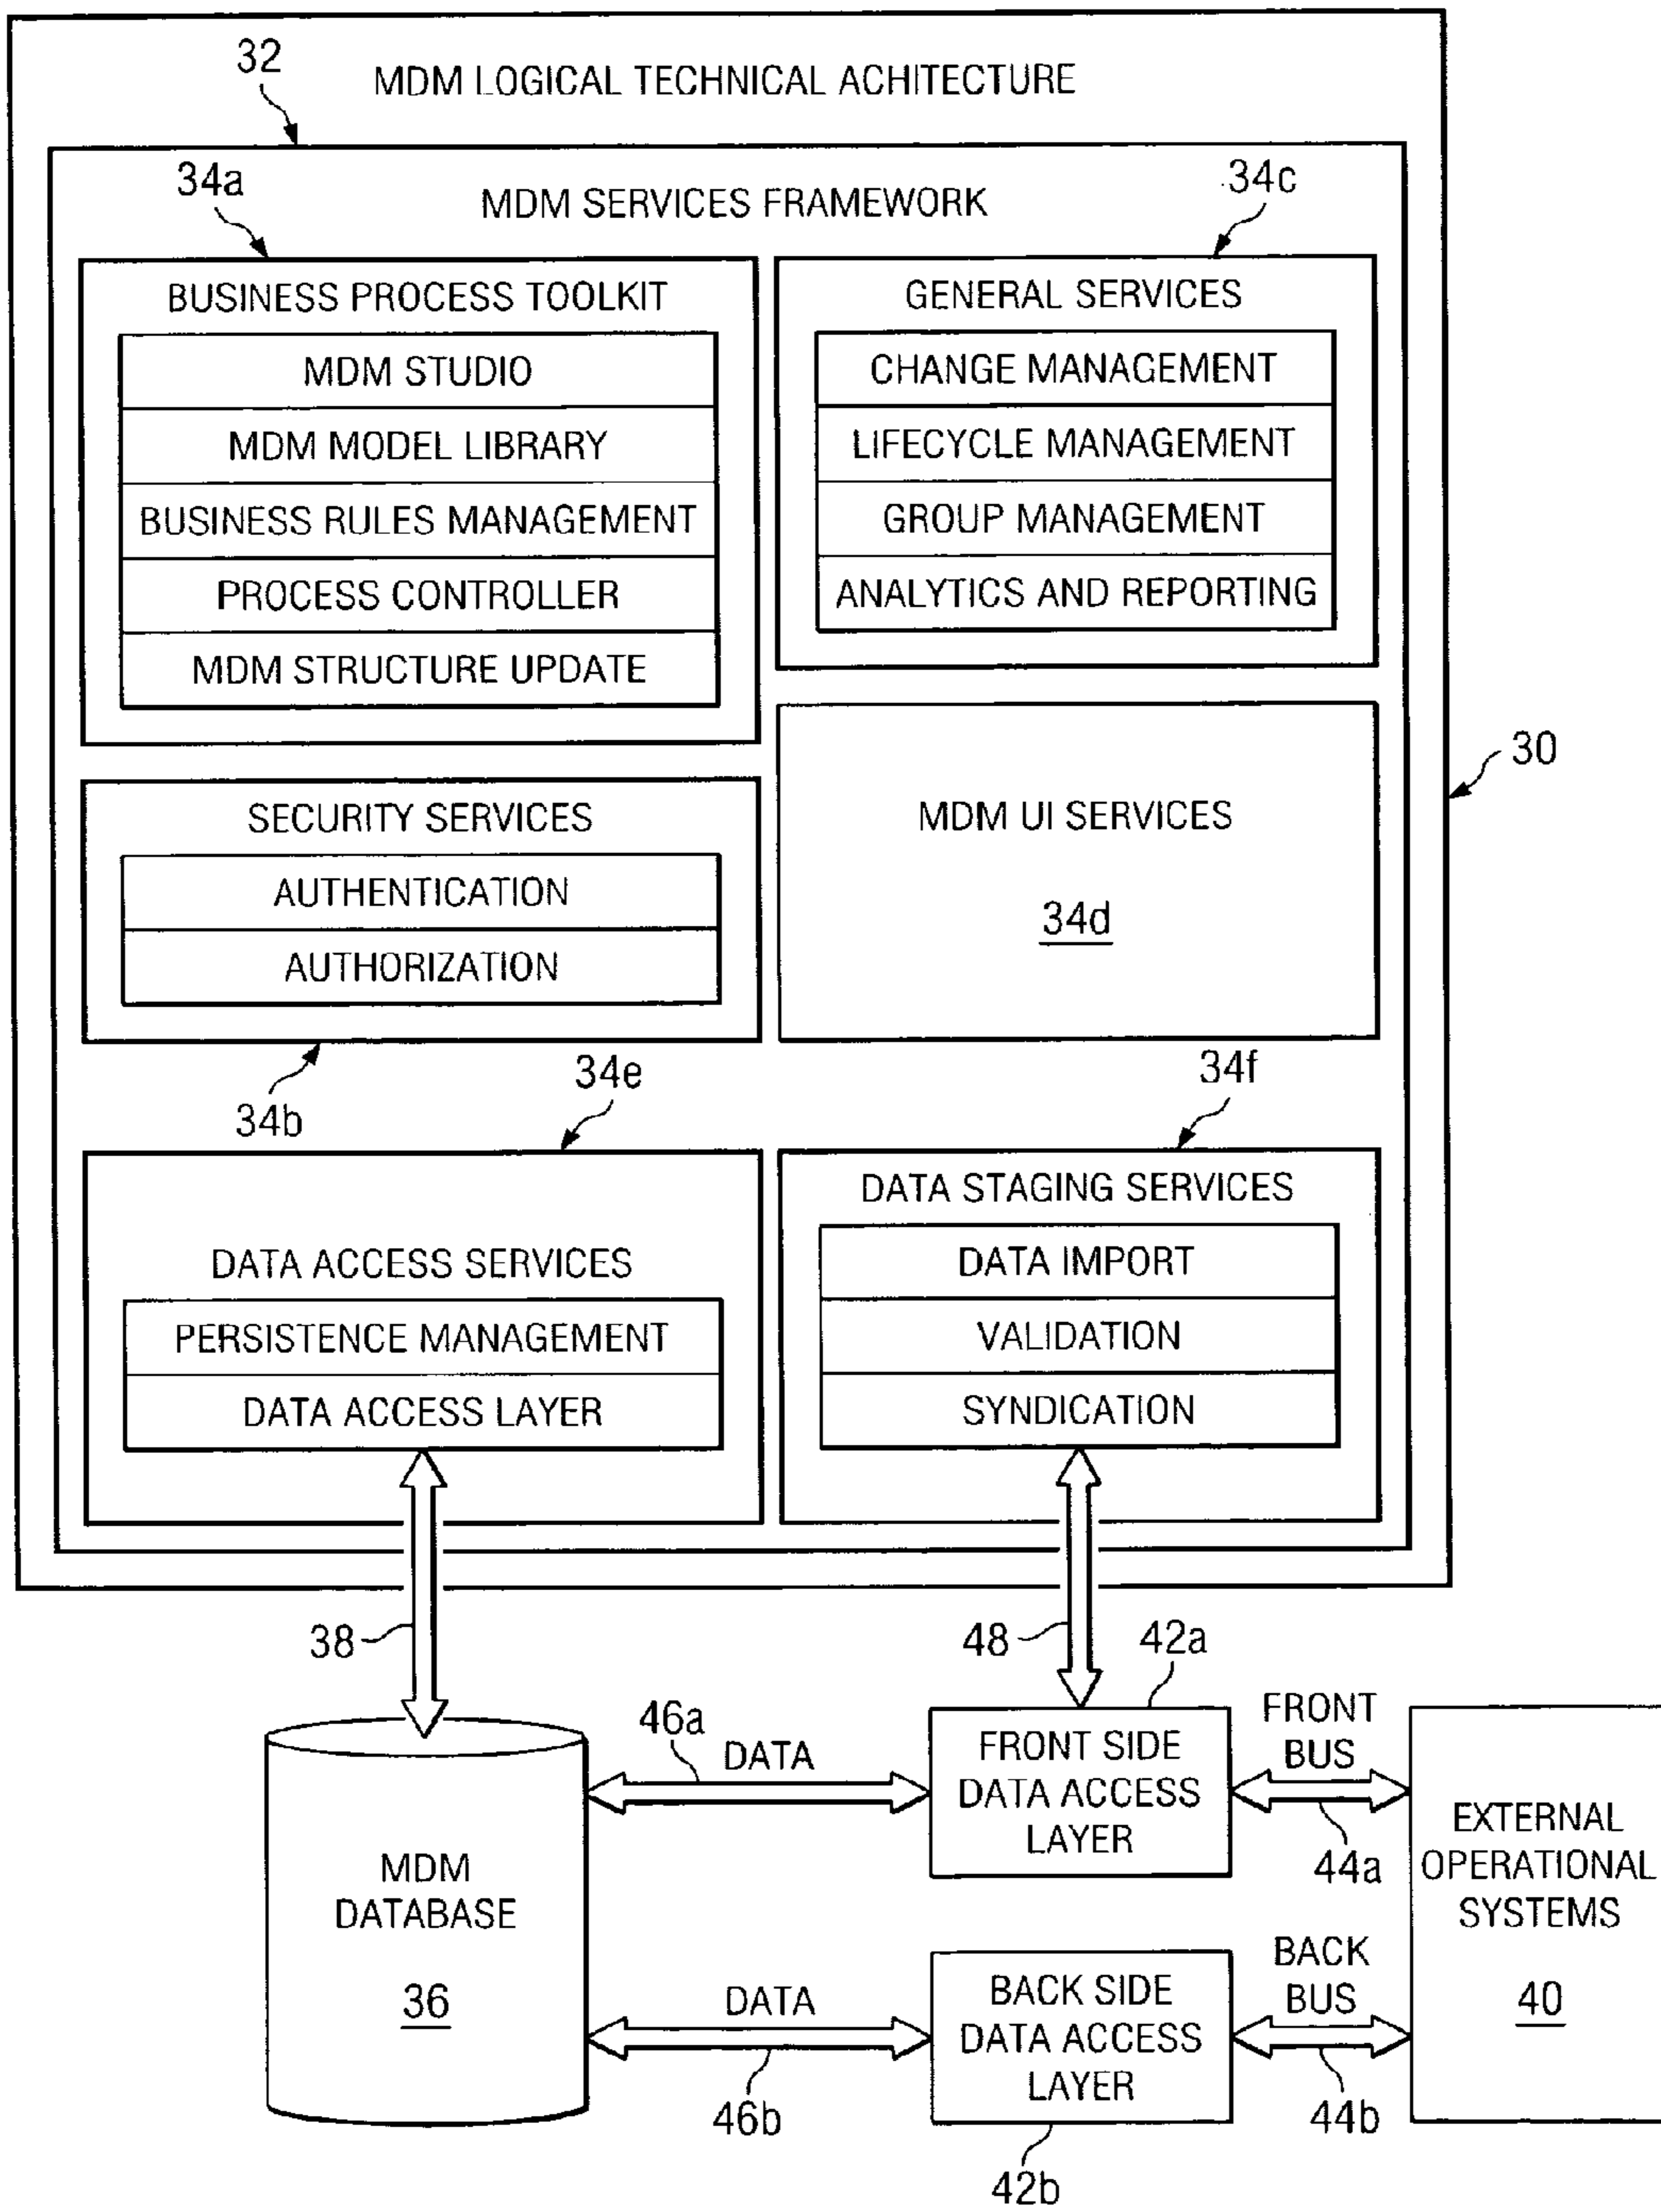 MDM LOGICAL TECHNICAL ACHITECTURE
32
MDM SERVICES FRAMEWORK
34a
34c
BUSINESS PROCESS TOOLKIT
MDM STUDIO
MDM MODEL LIBRARY
BUSINESS RULES MANAGEMENT
PROCESS CONTROLLER
MDM STRUCTURE UPDATE
GENERAL SERVICES
CHANGE MANAGEMENT
LIFECYCLE MANAGEMENT
GROUP MANAGEMENT
ANALYTICS AND REPORTING
30
SECURITY SERVICES
AUTHENTICATION
AUTHORIZATION
34b
MDM UI SERVICES
34d
34e
34f
DATA ACCESS SERVICES
PERSISTENCE MANAGEMENT
DATA ACCESS LAYER
DATA STAGING SERVICES
DATA IMPORT
VALIDATION
SYNDICATION
38
48
42a
46a
DATA
FRONT SIDE
DATA ACCESS
LAYER
FRONT
BUS
44a
MDM
DATABASE
36
EXTERNAL
OPERATIONAL
SYSTEMS
40
DATA
46b
BACK SIDE
DATA ACCESS
LAYER
42b
BACK
BUS
44b